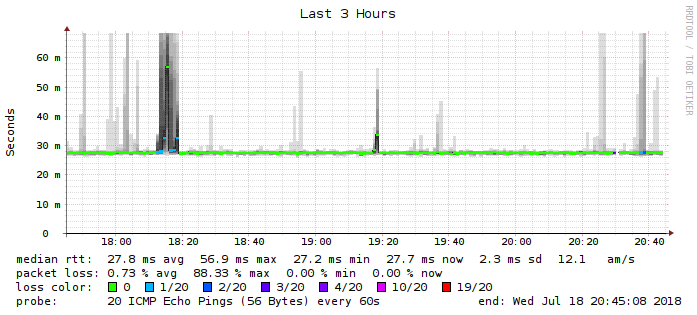 Last 3 Hours
RRDTOOL / TOBI OETIKER
Seconds
60 m
50 m
40 m
30 m
20 m
10 m
0
18:00 18:20 18:40 19:00 19:20 19:40 20:00 20:20 20:40
median rtt: 27.8 ms avg 56.9 ms max 27.2 ms min 27.7 ms now 2.3 ms sd 12.1 am/s
packet loss: 0.73 % avg 88.33 % max 0.00 % min 0.00 % now
loss color: 0 1/20 2/20 3/20 4/20 10/20 19/20
probe: 20 ICMP Echo Pings (56 Bytes) every 60s end: Wed Jul 18 20:45:08 2018